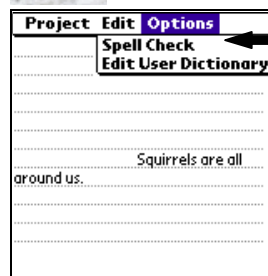 Project Edit Options
Spell Check
Edit User Dictionary
Squirrels are all
around us.